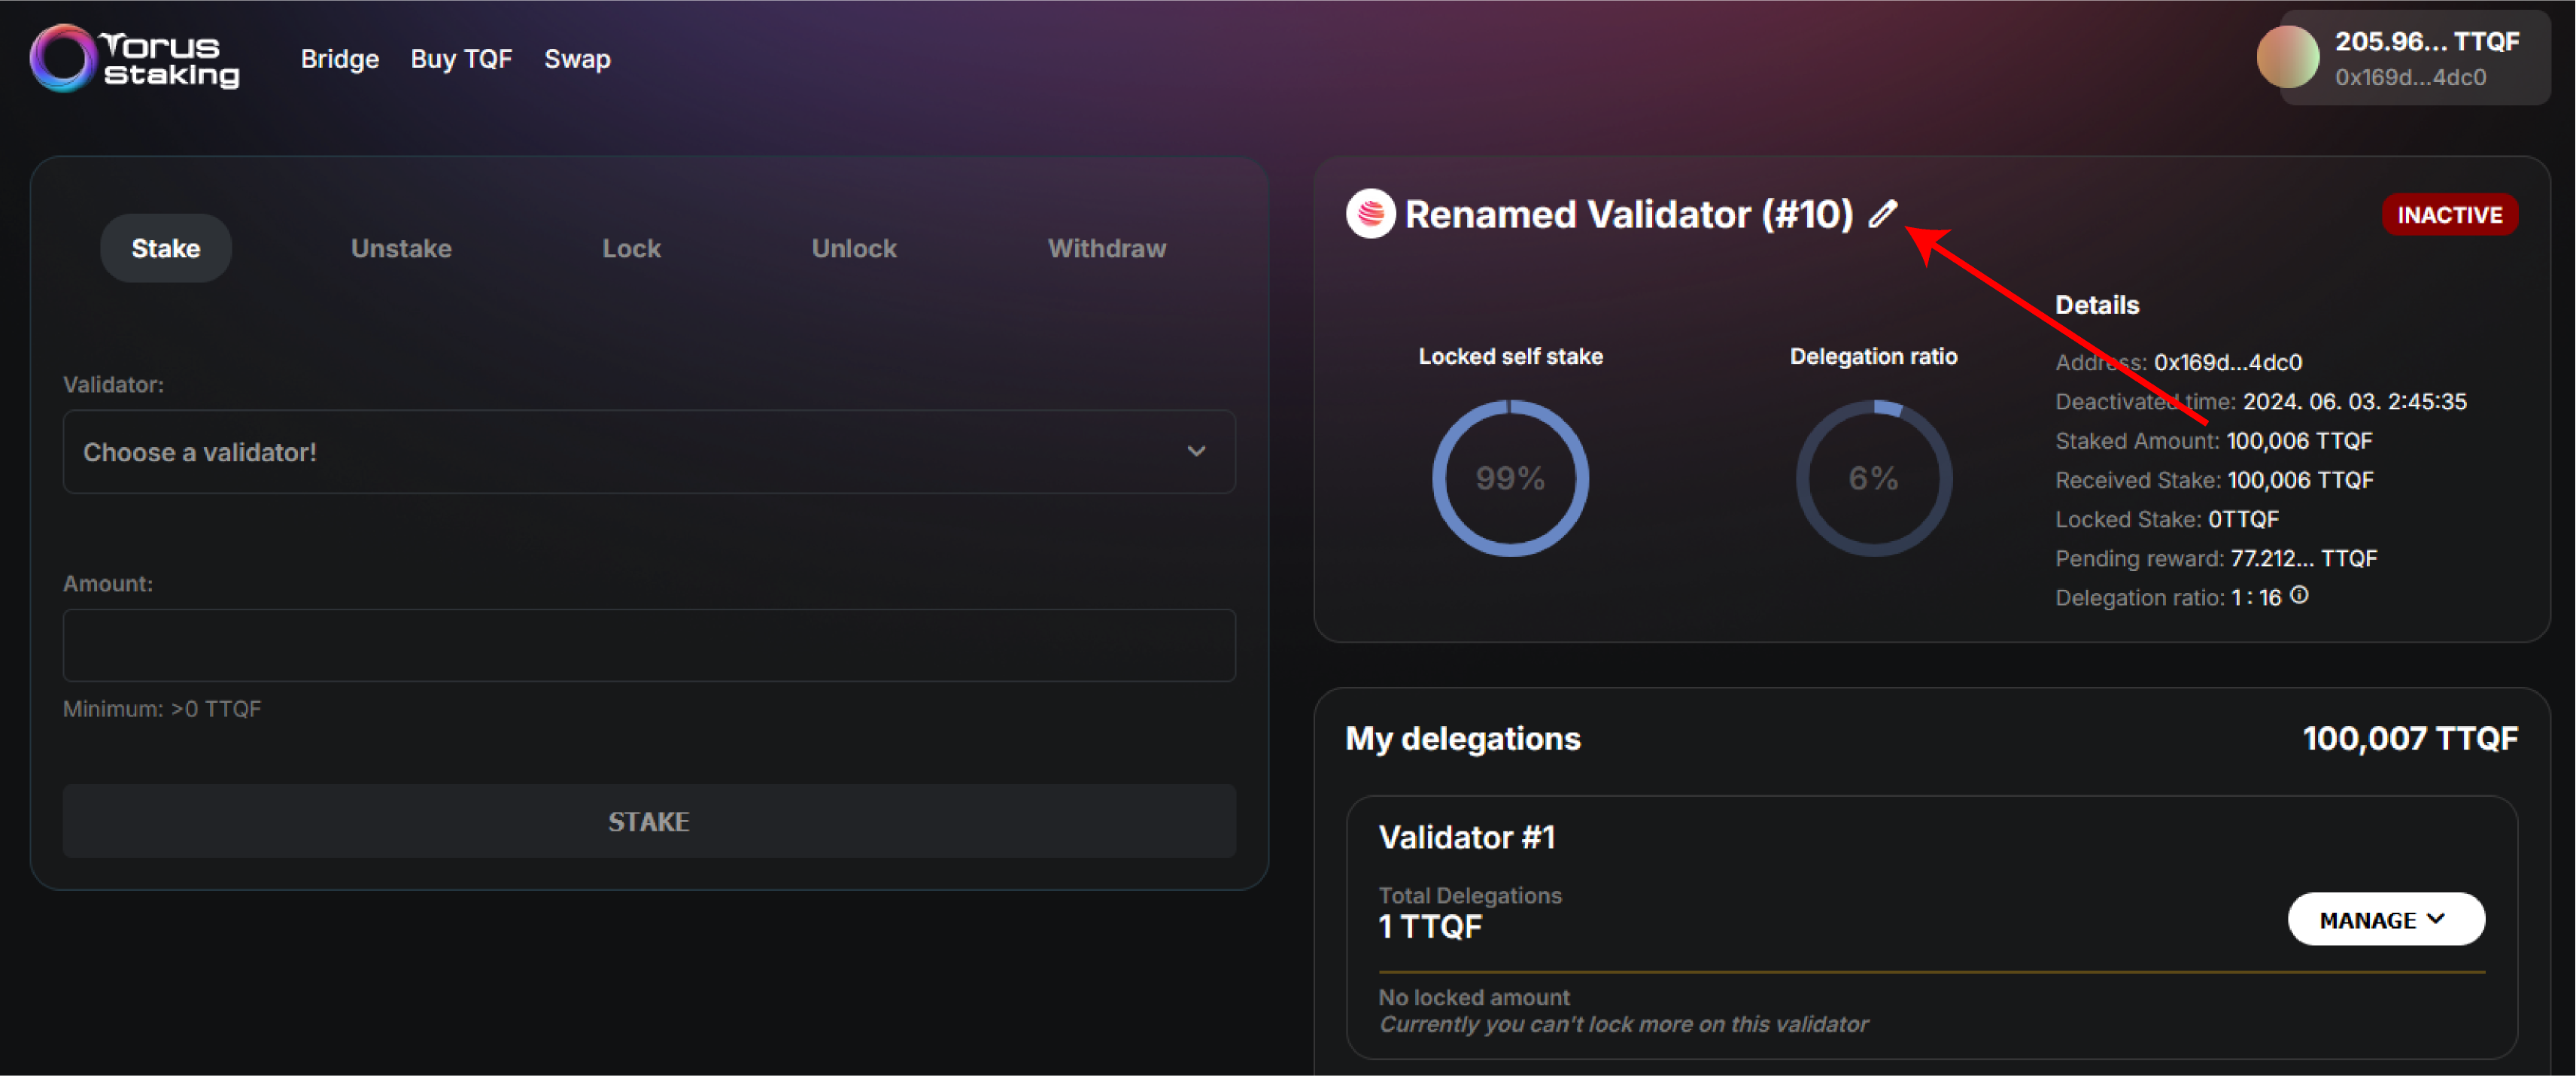 Torus
Staking
Bridge
Buy TQF
Swap
205.96... TTQF
0x169d...4dc0
Stake
Unstake
Lock
Unlock
Withdraw
Validator:
Choose a validator!
Amount:
Minimum: >0 TTQF
STAKE
Renamed Validator (#10)
INACTIVE
Locked self stake
99%
Delegation ratio
6%
Details
Address: 0x169d...4dc0
Deactivated time: 2024. 06. 03. 2:45:35
Staked Amount: 100,006 TTQF
Received Stake: 100,006 TTQF
Locked Stake: 0TTQF
Pending reward: 77.212... TTQF
Delegation ratio: 1 : 16
My delegations
100,007 TTQF
Validator #1
Total Delegations
1 TTQF
MANAGE
No locked amount
Currently you can't lock more on this validator